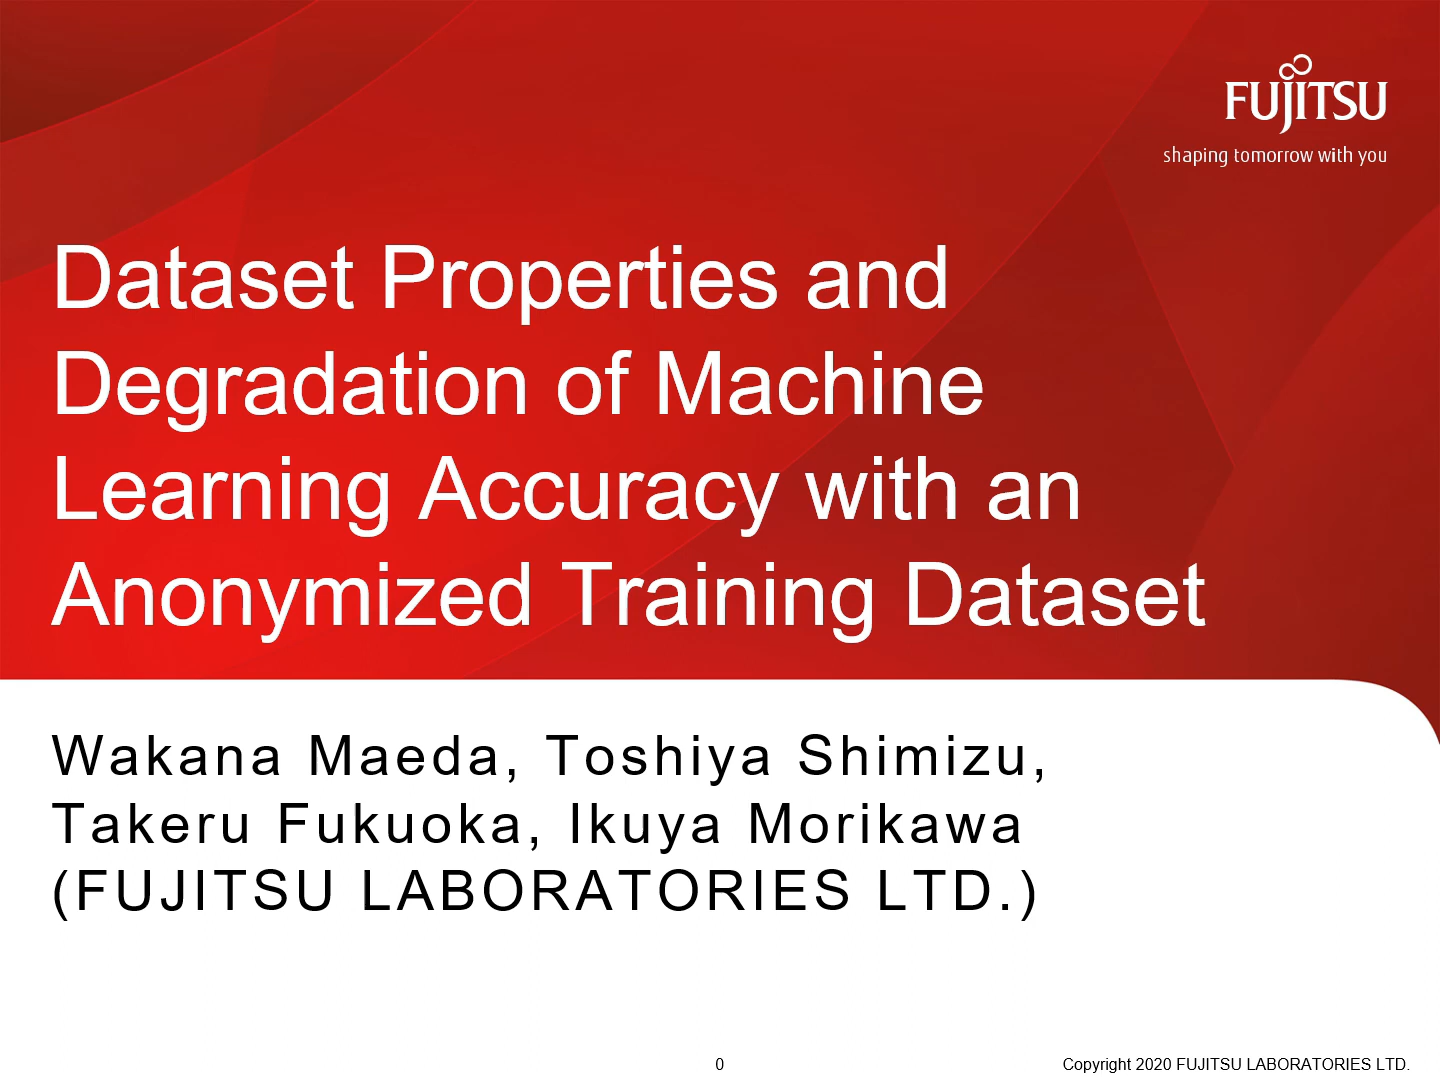 FUJITSU
shaping tomorrow with you
Dataset Properties and
Degradation of Machine
Learning Accuracy with an
Anonymized Training Dataset
Wakana Maeda, Toshiya Shimizu,
Takeru Fukuoka, Ikuya Morikawa
(FUJITSU LABORATORIES LTD.)
0
Copyright 2020 FUJITSU LABORATORIES LTD.